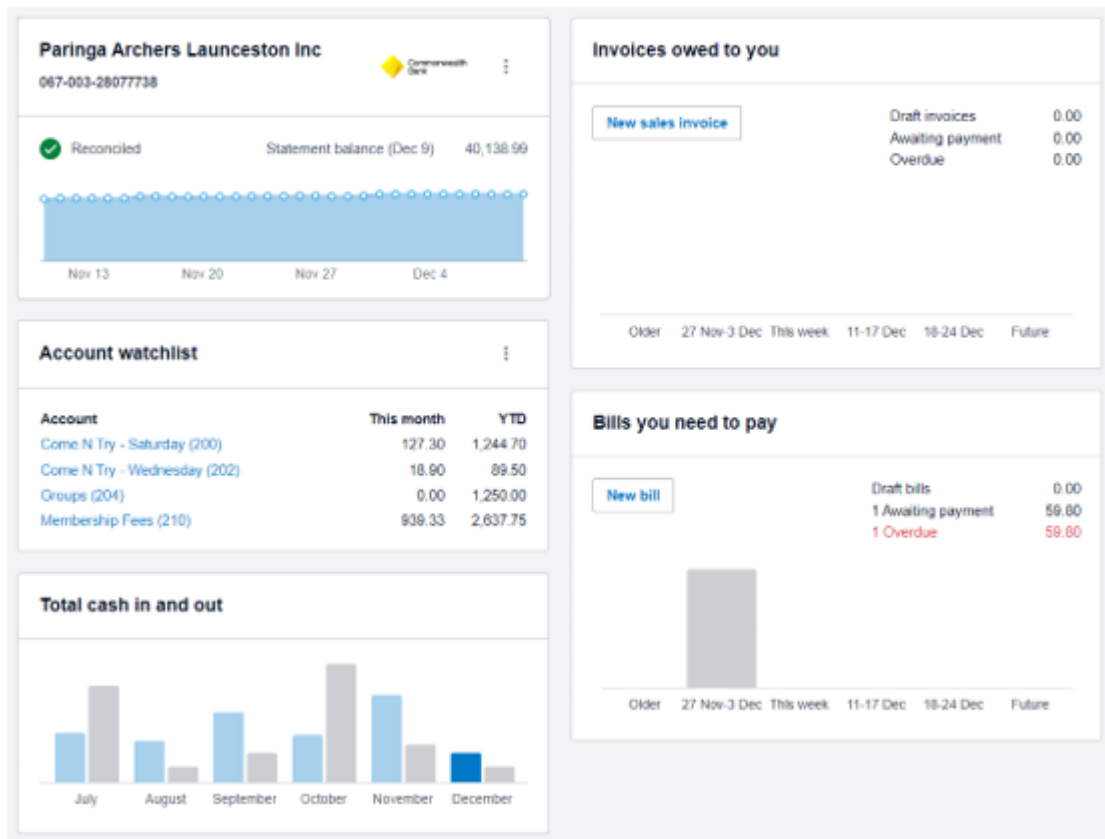 Paringa Archers Launceston Inc
067-003-28077738
Commonwealth
Bank
Reconciled Statement balance (Dec 9) 40,138.99
Nov 13 Nov 20 Nov 27 Dec 4
Account watchlist
Account This month YTD
Come N Try - Saturday (200) 127.30 1,244.70
Come N Try - Wednesday (202) 18.90 89.50
Groups (204) 0.00 1,250.00
Membership Fees (210) 939.33 2,637.75
Total cash in and out
July August September October November December
Invoices owed to you
New sales invoice
Draft invoices 0.00
Awaiting payment 0.00
Overdue 0.00
Older 27 Nov-3 Dec This week 11-17 Dec 18-24 Dec Future
Bills you need to pay
New bill
Draft bills 0.00
1 Awaiting payment 59.80
1 Overdue 59.80
Older 27 Nov-3 Dec This week 11-17 Dec 18-24 Dec Future